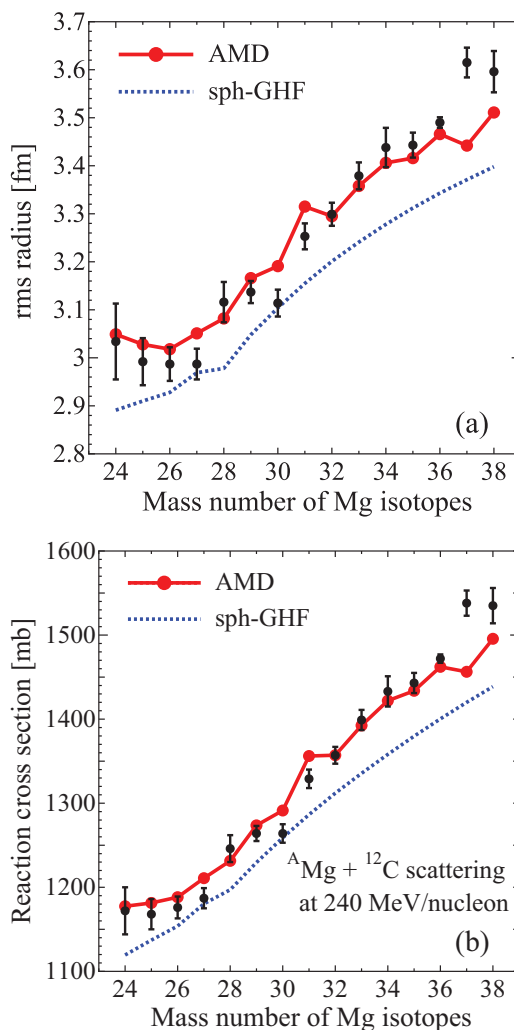 3.7
3.6
3.5
3.4
3.3
3.2
3.1
3
2.9
2.8
rms radius [fm]
AMD
sph-GHF
(a)
24 26 28 30 32 34 36 38
Mass number of Mg isotopes
1600
1500
1400
1300
1200
1100
Reaction cross section [mb]
AMD
sph-GHF
ᴬMg + ¹²C scattering
at 240 MeV/nucleon
(b)
24 26 28 30 32 34 36 38
Mass number of Mg isotopes